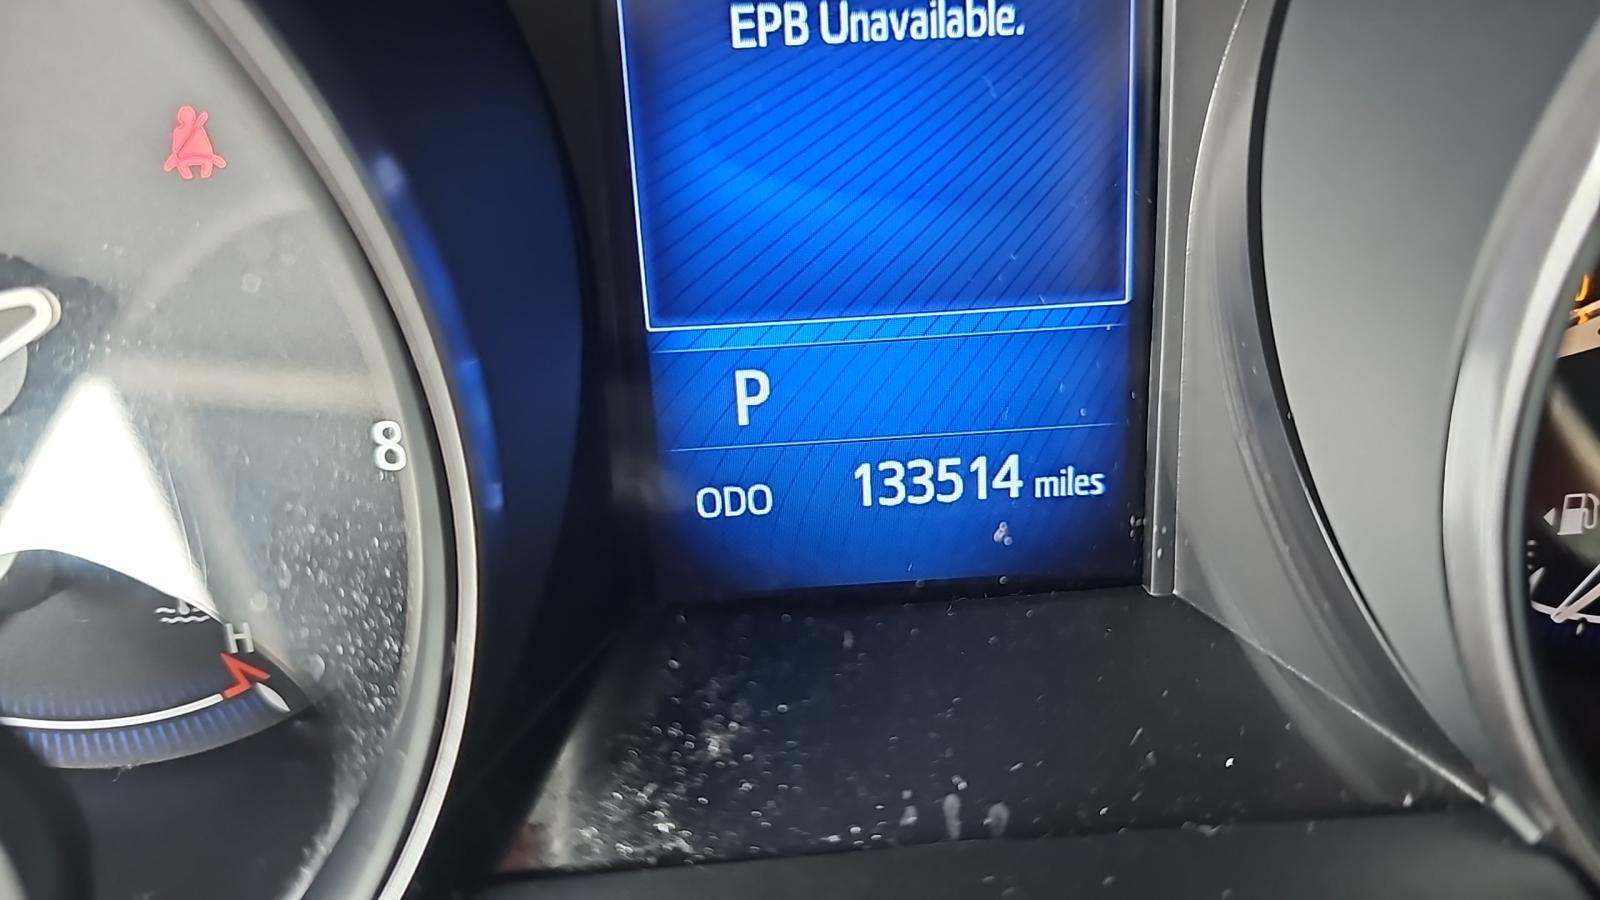 EPB Unavailable.
P
8
ODO 133514 miles
H